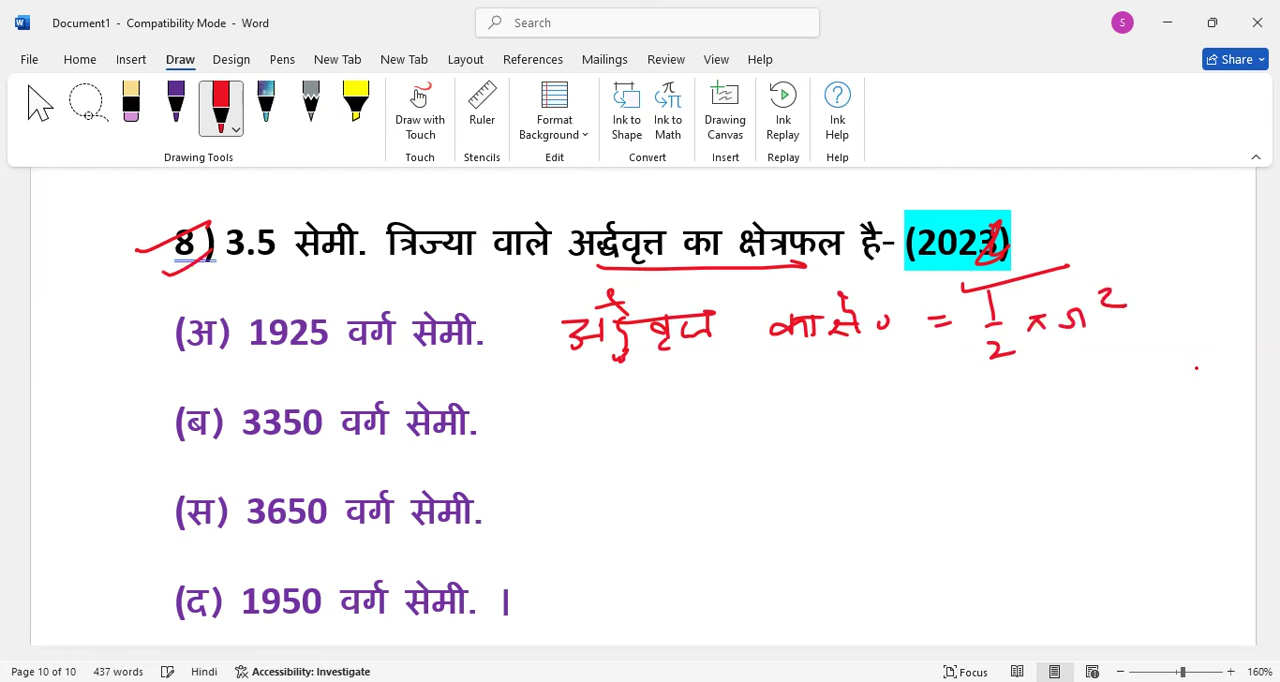 Document1 - Compatibility Mode - Word
Search
S
File Home Insert Draw Design Pens New Tab New Tab Layout References Mailings Review View Help
Share
Draw with Touch
Ruler
Format Background
Ink to Shape
Ink to Math
Drawing Canvas
Ink Replay
Ink Help
Drawing Tools Touch Stencils Edit Convert Insert Replay Help
8 ) 3.5 सेमी. त्रिज्या वाले अर्द्धवृत्त का क्षेत्रफल है- (2023)
(अ) 1925 वर्ग सेमी.
अर्द्धवृत्त का क्षे० = 1/2 πr²
(ब) 3350 वर्ग सेमी.
(स) 3650 वर्ग सेमी.
(द) 1950 वर्ग सेमी. |
Page 10 of 10 437 words Hindi Accessibility: Investigate Focus 160%